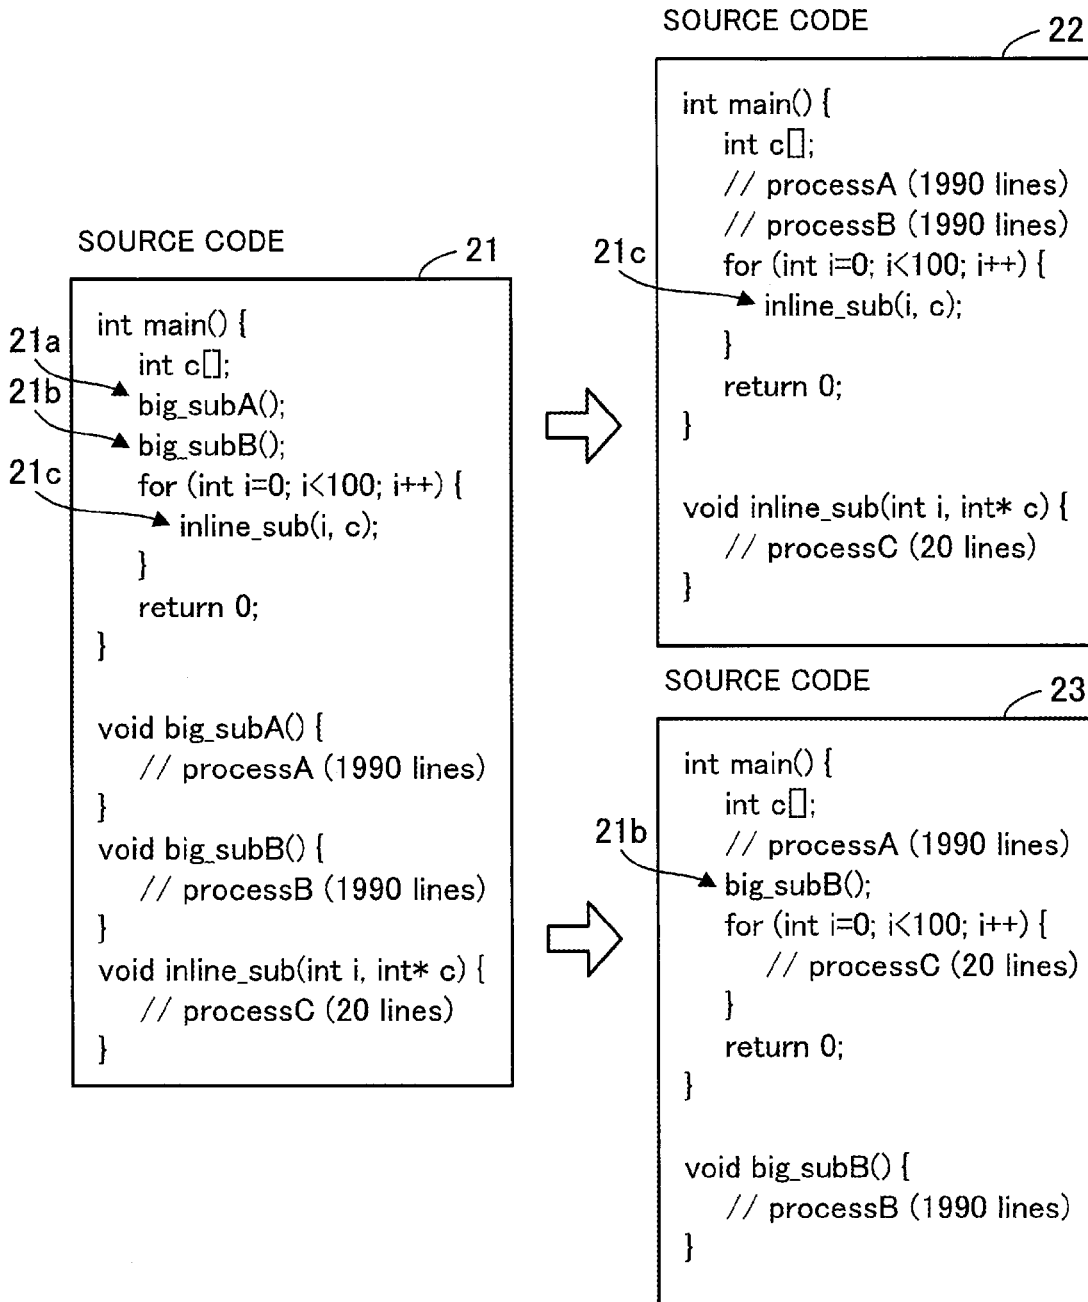 SOURCE CODE
21
int main() {
int c[];
21a
big_subA();
21b
big_subB();
21c
for (int i=0; i<100; i++) {
inline_sub(i, c);
}
return 0;
}
void big_subA() {
// processA (1990 lines)
}
void big_subB() {
// processB (1990 lines)
}
void inline_sub(int i, int* c) {
// processC (20 lines)
}
SOURCE CODE
22
int main() {
int c[];
// processA (1990 lines)
// processB (1990 lines)
21c
for (int i=0; i<100; i++) {
inline_sub(i, c);
}
return 0;
}
void inline_sub(int i, int* c) {
// processC (20 lines)
}
SOURCE CODE
23
int main() {
int c[];
21b
// processA (1990 lines)
big_subB();
for (int i=0; i<100; i++) {
// processC (20 lines)
}
return 0;
}
void big_subB() {
// processB (1990 lines)
}